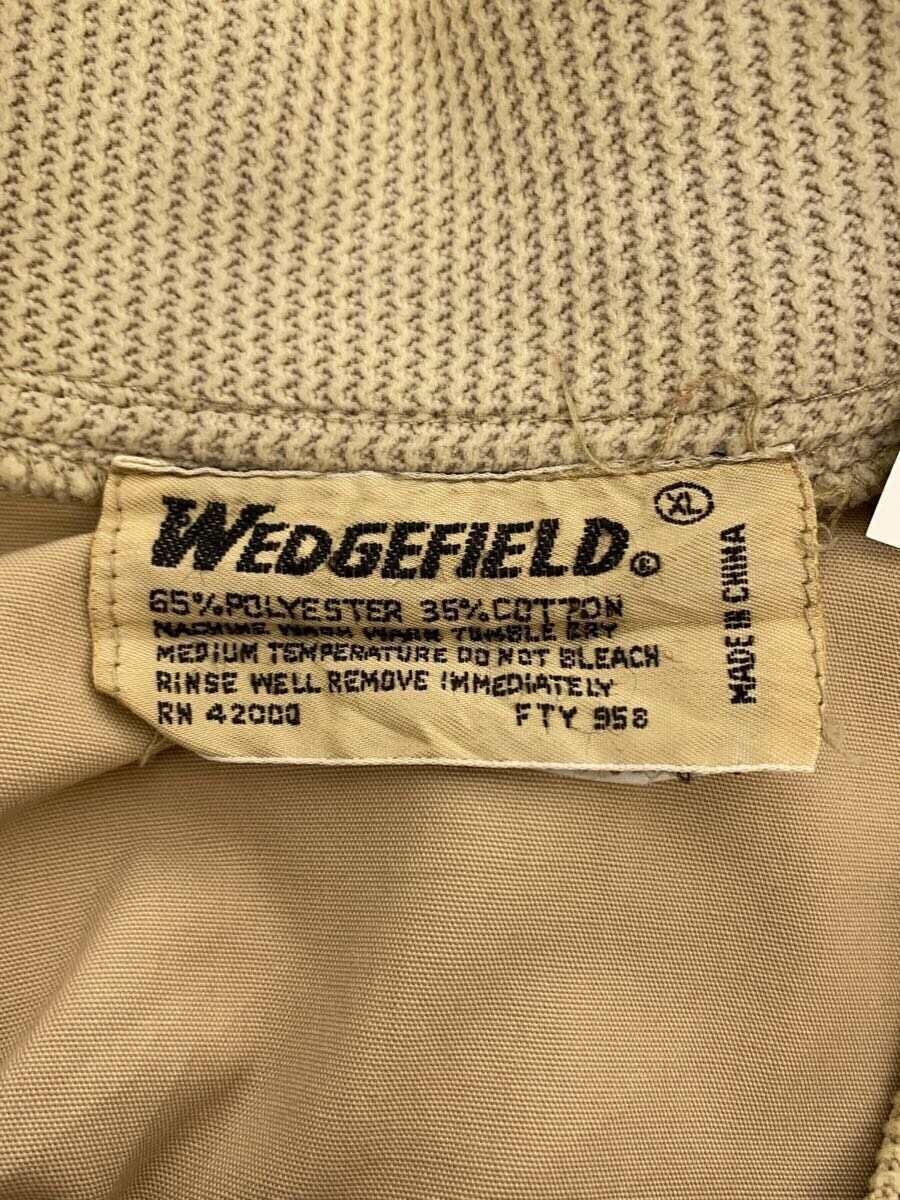 WEDGEFIELD® XL
65% POLYESTER 35% COTTON
MACHINE WASH WARM TUMBLE DRY
MEDIUM TEMPERATURE DO NOT BLEACH
RINSE WELL REMOVE IMMEDIATELY
RN 42000 FTY 958
MADE IN CHINA